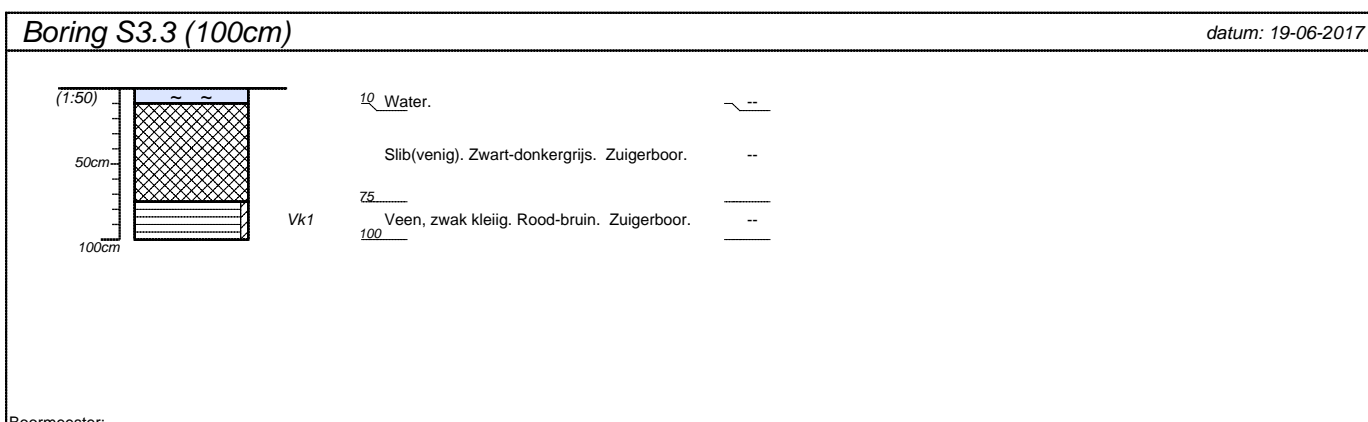 Boring S3.3 (100cm) datum: 19-06-2017
(1:50) ~ ~ 10 Water. --
50cm Slib(venig). Zwart-donkergrijs. Zuigerboor. --
75
Vk1 Veen, zwak kleiig. Rood-bruin. Zuigerboor. --
100
100cm